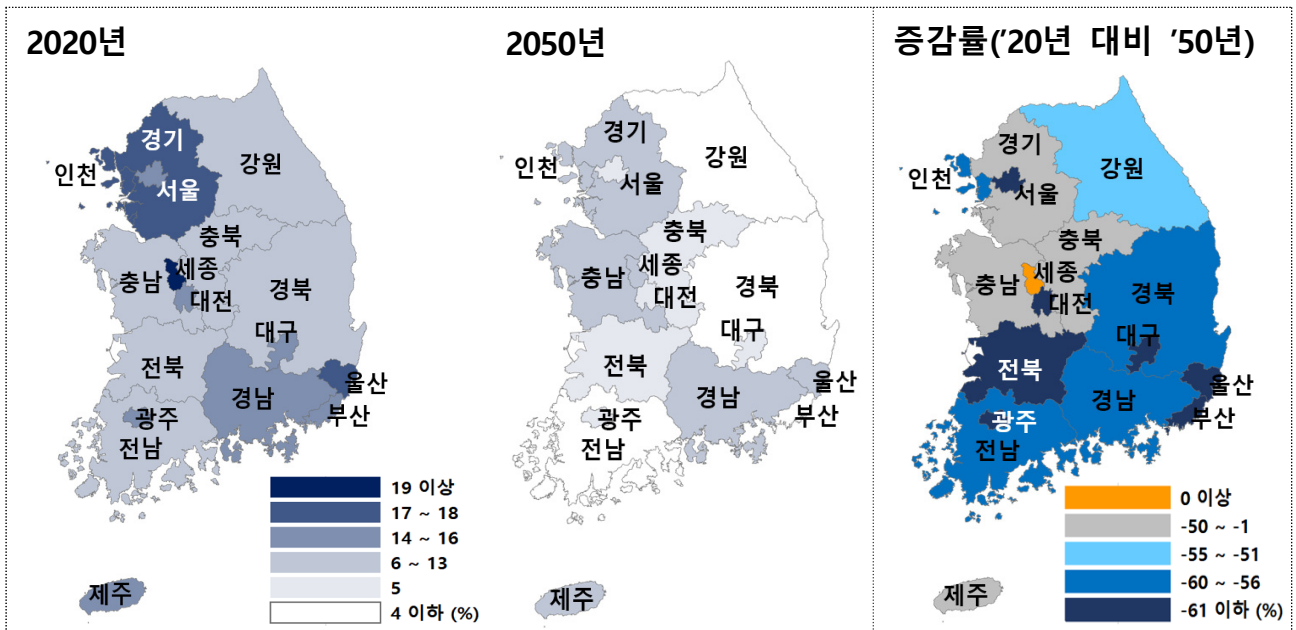 2020년
경기
강원
인천
서울
충북
세종
충남
대전
경북
대구
전북
울산
경남
부산
광주
전남
제주
19 이상
17 ~ 18
14 ~ 16
6 ~ 13
5
4 이하 (%)
2050년
경기
강원
인천
서울
충북
세종
충남
대전
경북
대구
전북
울산
경남
부산
광주
전남
제주
증감률('20년 대비 '50년)
경기
강원
인천
서울
충북
세종
충남
대전
경북
대구
전북
울산
경남
부산
광주
전남
제주
0 이상
-50 ~ -1
-55 ~ -51
-60 ~ -56
-61 이하 (%)